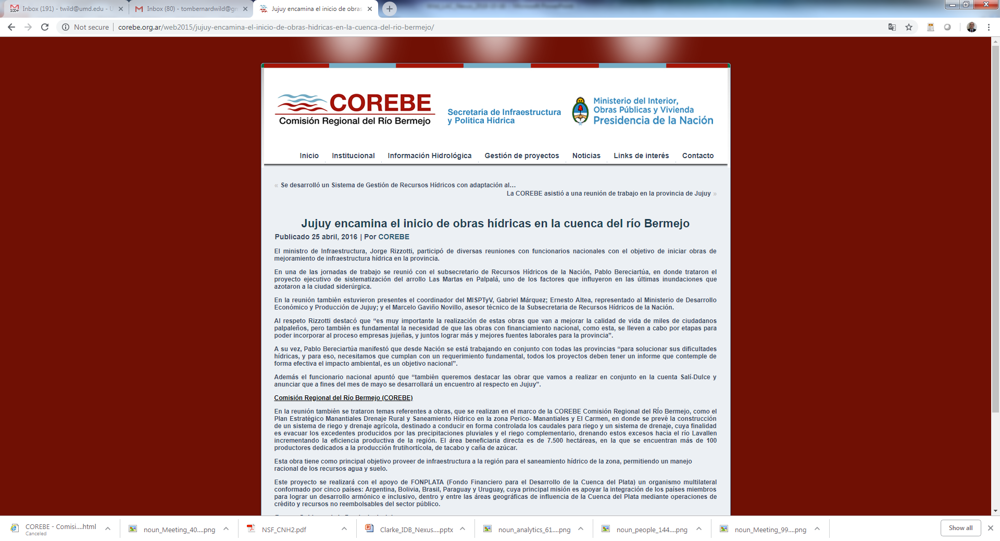 Inbox (191) - twild@umd.edu - U
Inbox (80) - tombernardwild@gm
Jujuy encamina el inicio de obras
Not secure
corebe.org.ar/web2015/jujuy-encamina-el-inicio-de-obras-hidricas-en-la-cuenca-del-rio-bermejo/
COREBE
Comisión Regional del Río Bermejo
Secretaría de Infraestructura
y Política Hídrica
Ministerio del Interior,
Obras Públicas y Vivienda
Presidencia de la Nación
Inicio Institucional Información Hidrológica Gestión de proyectos Noticias Links de interés Contacto
« Se desarrolló un Sistema de Gestión de Recursos Hídricos con adaptación al…
La COREBE asistió a una reunión de trabajo en la provincia de Jujuy »
Jujuy encamina el inicio de obras hídricas en la cuenca del río Bermejo
Publicado 25 abril, 2016 | Por COREBE
El ministro de Infraestructura, Jorge Rizzotti, participó de diversas reuniones con funcionarios nacionales con el objetivo de iniciar obras de
mejoramiento de infraestructura hídrica en la provincia.
En una de las jornadas de trabajo se reunió con el subsecretario de Recursos Hídricos de la Nación, Pablo Bereciartúa, en donde trataron el
proyecto ejecutivo de sistematización del arrollo Las Martas en Palpalá, uno de los factores que influyeron en las últimas inundaciones que
azotaron a la ciudad siderúrgica.
En la reunión también estuvieron presentes el coordinador del MISPTyV, Gabriel Márquez; Ernesto Altea, representado al Ministerio de Desarrollo
Económico y Producción de Jujuy; y el Marcelo Gaviño Novillo, asesor técnico de la Subsecretaria de Recursos Hídricos de la Nación.
Al respeto Rizzotti destacó que “es muy importante la realización de estas obras que van a mejorar la calidad de vida de miles de ciudadanos
palpaleños, pero también es fundamental la necesidad de que las obras con financiamiento nacional, como esta, se lleven a cabo por etapas para
poder incorporar al proceso empresas jujeñas, y juntos lograr más y mejores fuentes laborales para la provincia”.
A su vez, Pablo Bereciartúa manifestó que desde Nación se está trabajando en conjunto con todas las provincias “para solucionar sus dificultades
hídricas, y para eso, necesitamos que cumplan con un requerimiento fundamental, todos los proyectos deben tener un informe que contemple de
forma efectiva el impacto ambiental, es un objetivo nacional”.
Además el funcionario nacional apuntó que “también queremos destacar las obrar que vamos a realizar en conjunto en la cuenta Salí-Dulce y
anunciar que a fines del mes de mayo se desarrollará un encuentro al respecto en Jujuy”.
Comisión Regional del Río Bermejo (COREBE)
En la reunión también se trataron temas referentes a obras, que se realizan en el marco de la COREBE Comisión Regional del RÍo Bermejo, como el
Plan Estratégico Manantiales Drenaje Rural y Saneamiento Hídrico en la zona Perico- Manantiales y El Carmen, en donde se prevé la construcción
de un sistema de riego y drenaje agrícola, destinado a conducir en forma controlada los caudales para riego y un sistema de drenaje, cuya finalidad
es evacuar los excedentes producidos por las precipitaciones pluviales y el riego complementario, drenando estos excesos hacia el río Lavallen
incrementando la eficiencia productiva de la región. El área beneficiaria directa es de 7.500 hectáreas, en la que se encuentran más de 100
productores dedicados a la producción frutihortícola, de tacabo y caña de azúcar.
Esta obra tiene como principal objetivo proveer de infraestructura a la región para el saneamiento hídrico de la zona, permitiendo un manejo
racional de los recursos agua y suelo.
Este proyecto se realizará con el apoyo de FONPLATA (Fondo Financiero para el Desarrollo de la Cuenca del Plata) un organismo multilateral
conformado por cinco países: Argentina, Bolivia, Brasil, Paraguay y Uruguay, cuya principal misión es apoyar la integración de los países miembros
para lograr un desarrollo armónico e inclusivo, dentro y entre las áreas geográficas de influencia de la Cuenca del Plata mediante operaciones de
crédito y recursos no reembolsables del sector público.
COREBE - Comisi....html
Canceled
noun_Meeting_40....png
NSF_CNH2.pdf
Clarke_IDB_Nexus....pptx
noun_analytics_61....png
noun_people_144....png
noun_Meeting_99....png
Show all